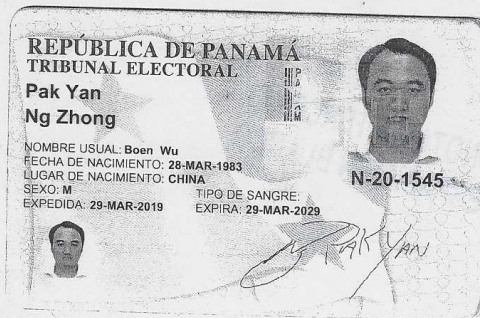 REPÚBLICA DE PANAMÁ
TRIBUNAL ELECTORAL
Pak Yan
Ng Zhong
NOMBRE USUAL: Boen Wu
FECHA DE NACIMIENTO: 28-MAR-1983
LUGAR DE NACIMIENTO: CHINA
SEXO: M TIPO DE SANGRE:
EXPEDIDA: 29-MAR-2019 EXPIRA: 29-MAR-2029
N-20-1545
PAK YAN